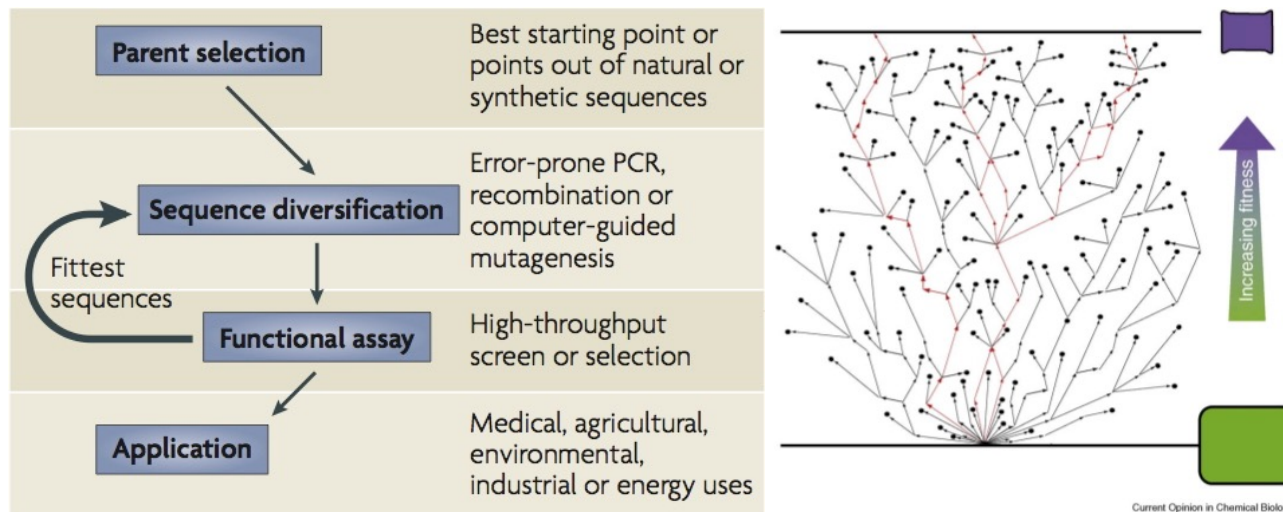 Parent selection
Best starting point or
points out of natural or
synthetic sequences
Sequence diversification
Error-prone PCR,
recombination or
computer-guided
mutagenesis
Fittest
sequences
Functional assay
High-throughput
screen or selection
Application
Medical, agricultural,
environmental,
industrial or energy uses
Increasing fitness
Current Opinion in Chemical Biolo